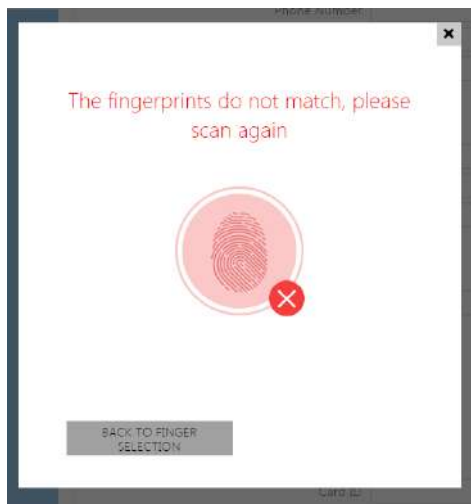 Phone Number
The fingerprints do not match, please
scan again
BACK TO FINGER
SELECTION
Card ID